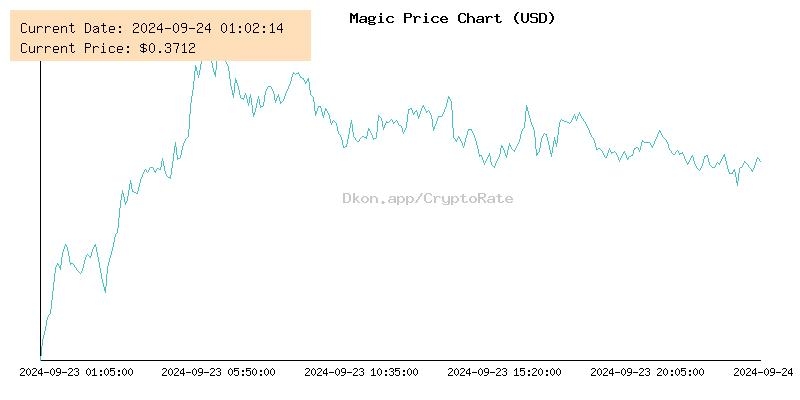 Magic Price Chart (USD)
Current Date: 2024-09-24 01:02:14
Current Price: $0.3712
Dkon.app/CryptoRate
2024-09-23 01:05:00
2024-09-23 05:50:00
2024-09-23 10:35:00
2024-09-23 15:20:00
2024-09-23 20:05:00
2024-09-24